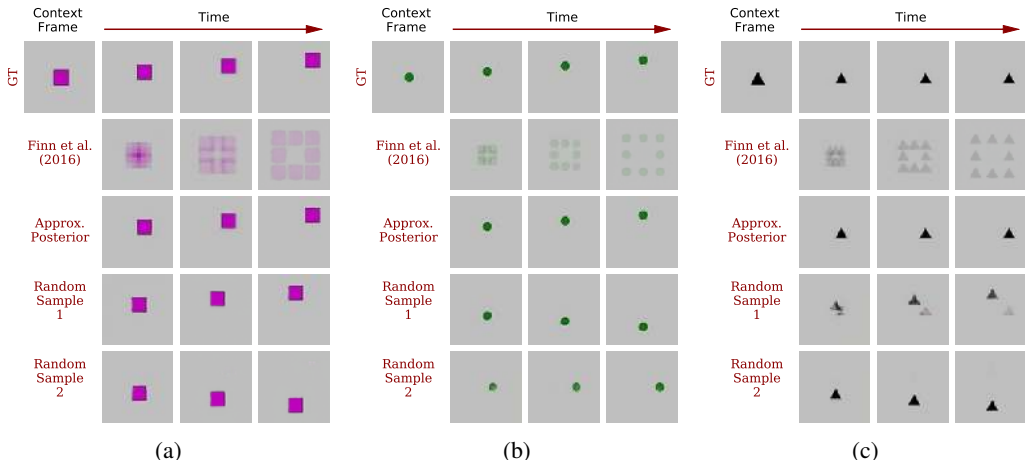 Context
Frame
Time
GT
Finn et al.
(2016)
Approx.
Posterior
Random
Sample
1
Random
Sample
2
(a)
Context
Frame
Time
GT
Finn et al.
(2016)
Approx.
Posterior
Random
Sample
1
Random
Sample
2
(b)
Context
Frame
Time
GT
Finn et al.
(2016)
Approx.
Posterior
Random
Sample
1
Random
Sample
2
(c)